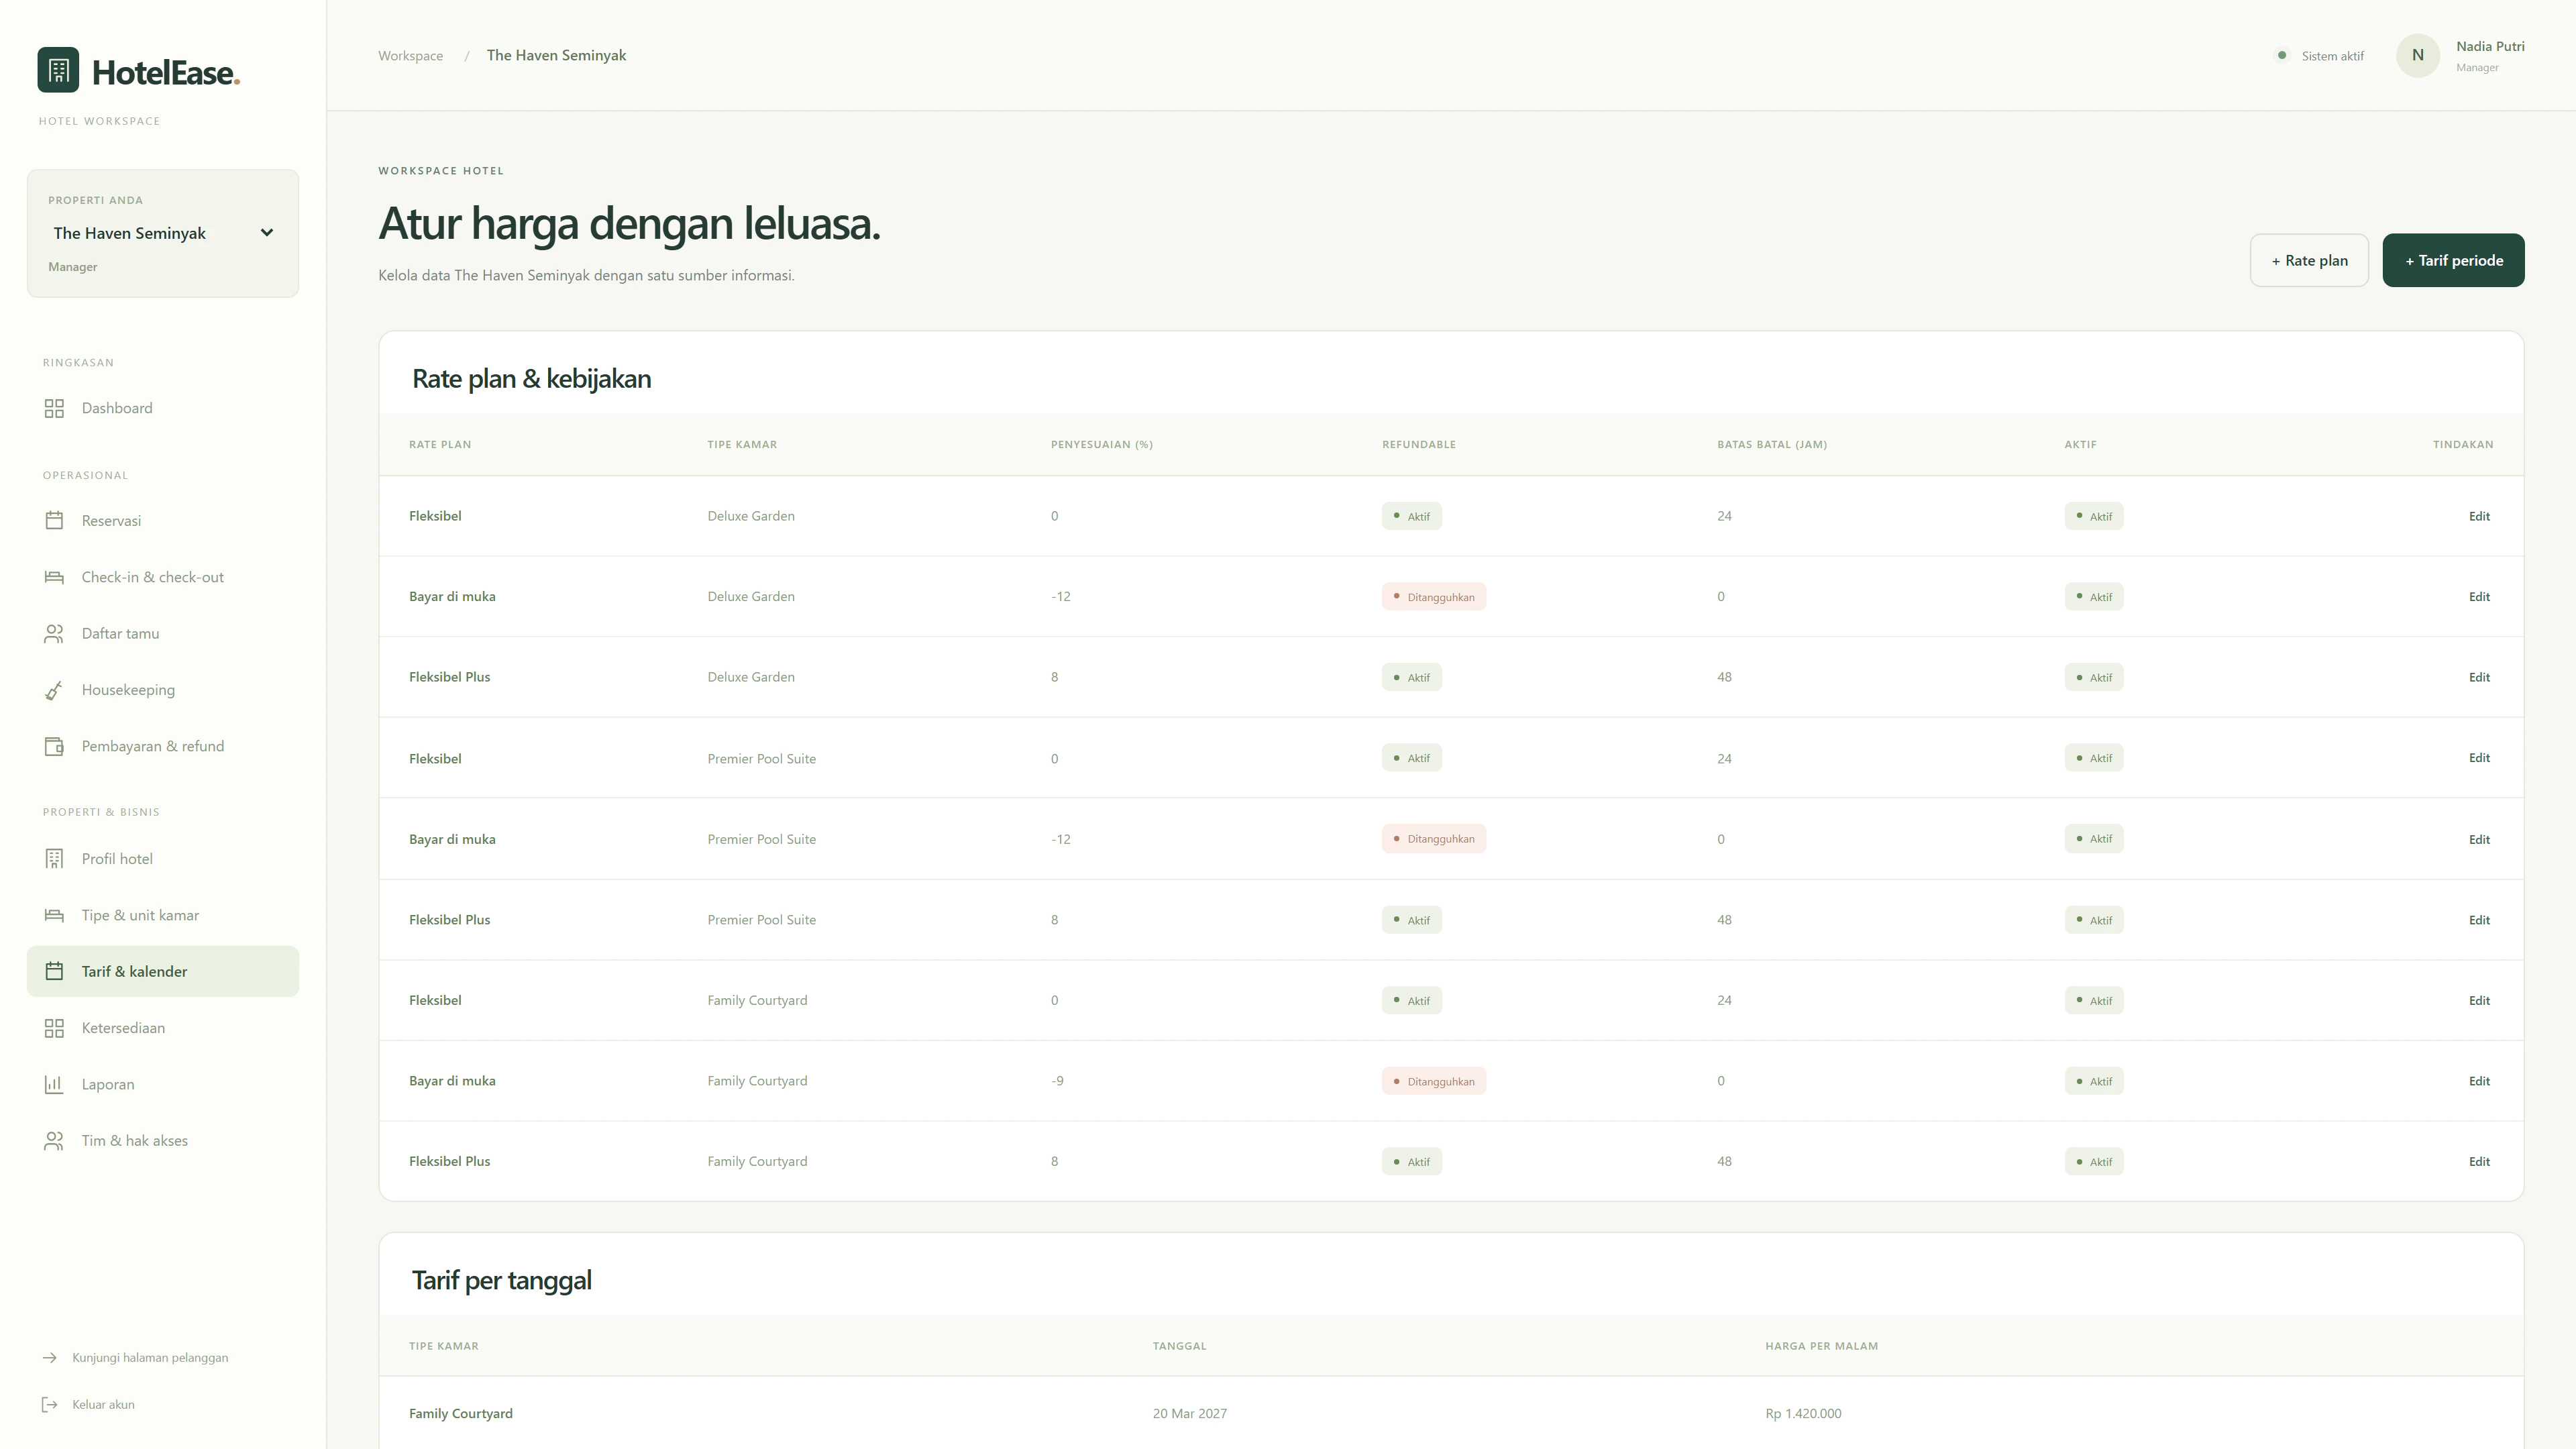 HotelEase.
HOTEL WORKSPACE
PROPERTI ANDA
The Haven Seminyak
Manager
RINGKASAN
Dashboard
OPERASIONAL
Reservasi
Check-in & check-out
Daftar tamu
Housekeeping
Pembayaran & refund
PROPERTI & BISNIS
Profil hotel
Tipe & unit kamar
Tarif & kalender
Ketersediaan
Laporan
Tim & hak akses
Kunjungi halaman pelanggan
Keluar akun
Workspace / The Haven Seminyak
Sistem aktif
N
Nadia Putri
Manager
WORKSPACE HOTEL
Atur harga dengan leluasa.
Kelola data The Haven Seminyak dengan satu sumber informasi.
+ Rate plan
+ Tarif periode
Rate plan & kebijakan
RATE PLAN TIPE KAMAR PENYESUAIAN (%) REFUNDABLE BATAS BATAL (JAM) AKTIF TINDAKAN
Fleksibel Deluxe Garden 0 Aktif 24 Aktif Edit
Bayar di muka Deluxe Garden -12 Ditangguhkan 0 Aktif Edit
Fleksibel Plus Deluxe Garden 8 Aktif 48 Aktif Edit
Fleksibel Premier Pool Suite 0 Aktif 24 Aktif Edit
Bayar di muka Premier Pool Suite -12 Ditangguhkan 0 Aktif Edit
Fleksibel Plus Premier Pool Suite 8 Aktif 48 Aktif Edit
Fleksibel Family Courtyard 0 Aktif 24 Aktif Edit
Bayar di muka Family Courtyard -9 Ditangguhkan 0 Aktif Edit
Fleksibel Plus Family Courtyard 8 Aktif 48 Aktif Edit
Tarif per tanggal
TIPE KAMAR TANGGAL HARGA PER MALAM
Family Courtyard 20 Mar 2027 Rp 1.420.000